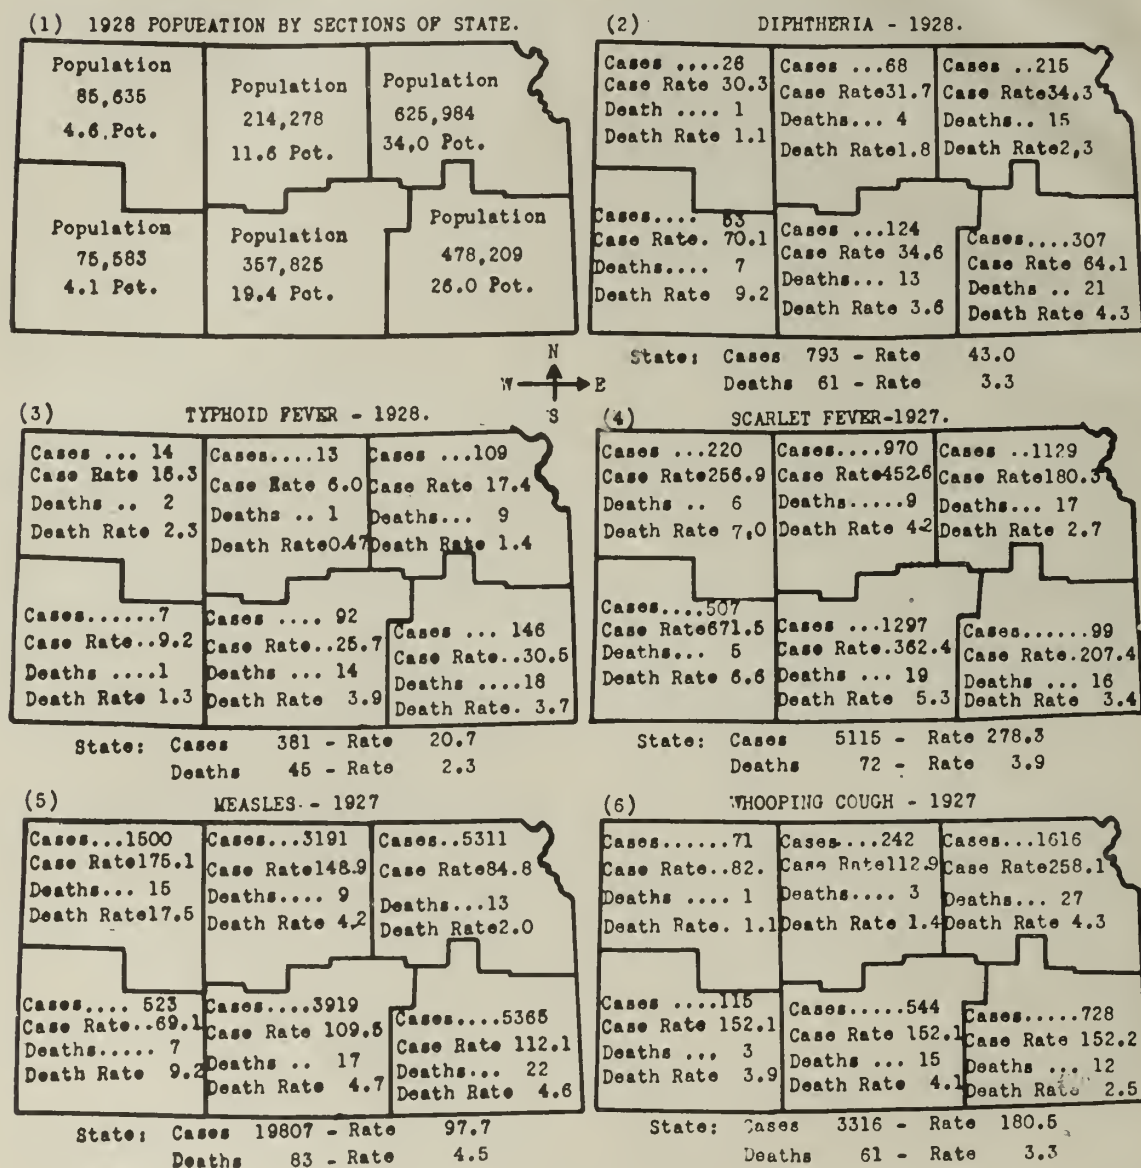 (1) 1928 POPULATION BY SECTIONS OF STATE.
Population
85,635
4.6 Pct.
Population
214,278
11.6 Pct.
Population
625,984
34,0 Pct.
Population
75,583
4.1 Pct.
Population
357,825
19.4 Pct.
Population
478,209
26.0 Pct.
(2) DIPHTHERIA - 1928.
Cases ....26
Case Rate 30.3
Death .... 1
Death Rate 1.1
Cases ...68
Case Rate31.7
Deaths... 4
Death Rate1.8
Cases ..215
Case Rate34.3
Deaths.. 15
Death Rate2,3
Cases.... 53
Case Rate. 70.1
Deaths.... 7
Death Rate 9.2
Cases ...124
Case Rate 34.6
Deaths... 13
Death Rate 3.6
Cases....307
Case Rate 64.1
Deaths .. 21
Death Rate 4.3
State: Cases 793 - Rate 43.0
Deaths 61 - Rate 3.3
N
W E
S
(3) TYPHOID FEVER - 1928.
Cases ... 14
Case Rate 16.3
Deaths .. 2
Death Rate 2.3
Cases....13
Case Rate 6.0
Deaths .. 1
Death Rate0.47
Cases ...109
Case Rate 17.4
Deaths... 9
Death Rate 1.4
Cases......7
Case Rate..9.2
Deaths ....1
Death Rate 1.3
Cases .... 92
Case Rate..25.7
Deaths ... 14
Death Rate 3.9
Cases ... 146
Case Rate..30.5
Deaths ....18
Death Rate. 3.7
State: Cases 381 - Rate 20.7
Deaths 45 - Rate 2.3
(4) SCARLET FEVER-1927.
Cases ...220
Case Rate256.9
Deaths .. 6
Death Rate 7,0
Cases ....970
Case Rate452.6
Deaths.....9
Death Rate 4.2
Cases ..1129
Case Rate180.3
Deaths... 17
Death Rate 2.7
Cases....507
Case Rate671.5
Deaths... 5
Death Rate 6.6
Cases ...1297
Case Rate.362.4
Deaths ... 19
Death Rate 5.3
Cases......99
Case Rate.207.4
Deaths ... 16
Death Rate 3.4
State: Cases 5115 - Rate 278.3
Deaths 72 - Rate 3.9
(5) MEASLES - 1927
Cases...1500
Case Rate175.1
Deaths... 15
Death Rate17.5
Cases....3191
Case Rate148.9
Deaths.... 9
Death Rate 4.2
Cases..5311
Case Rate84.8
Deaths...13
Death Rate2.0
Cases.... 523
Case Rate..69.1
Deaths..... 7
Death Rate 9.2
Cases....3919
Case Rate 109.5
Deaths .. 17
Death Rate 4.7
Cases....5365
Case Rate 112.1
Deaths... 22
Death Rate 4.6
State: Cases 19807 - Rate 97.7
Deaths 83 - Rate 4.5
(6) WHOOPING COUGH - 1927
Cases.......71
Case Rate..82.
Deaths .... 1
Death Rate. 1.1
Cases....242
Case Rate112.9
Deaths.... 3
Death Rate 1.4
Cases ...1616
Case Rate258.1
Deaths... 27
Death Rate 4.3
Cases ....115
Case Rate 152.1
Deaths ... 3
Death Rate 3.9
Cases.....544
Case Rate 152.1
Deaths ... 15
Death Rate 4.1
Cases.....728
Case Rate 152.2
Deaths ... 12
Death Rate 2.5
State: Cases 3316 - Rate 180.5
Deaths 61 - Rate 3.3